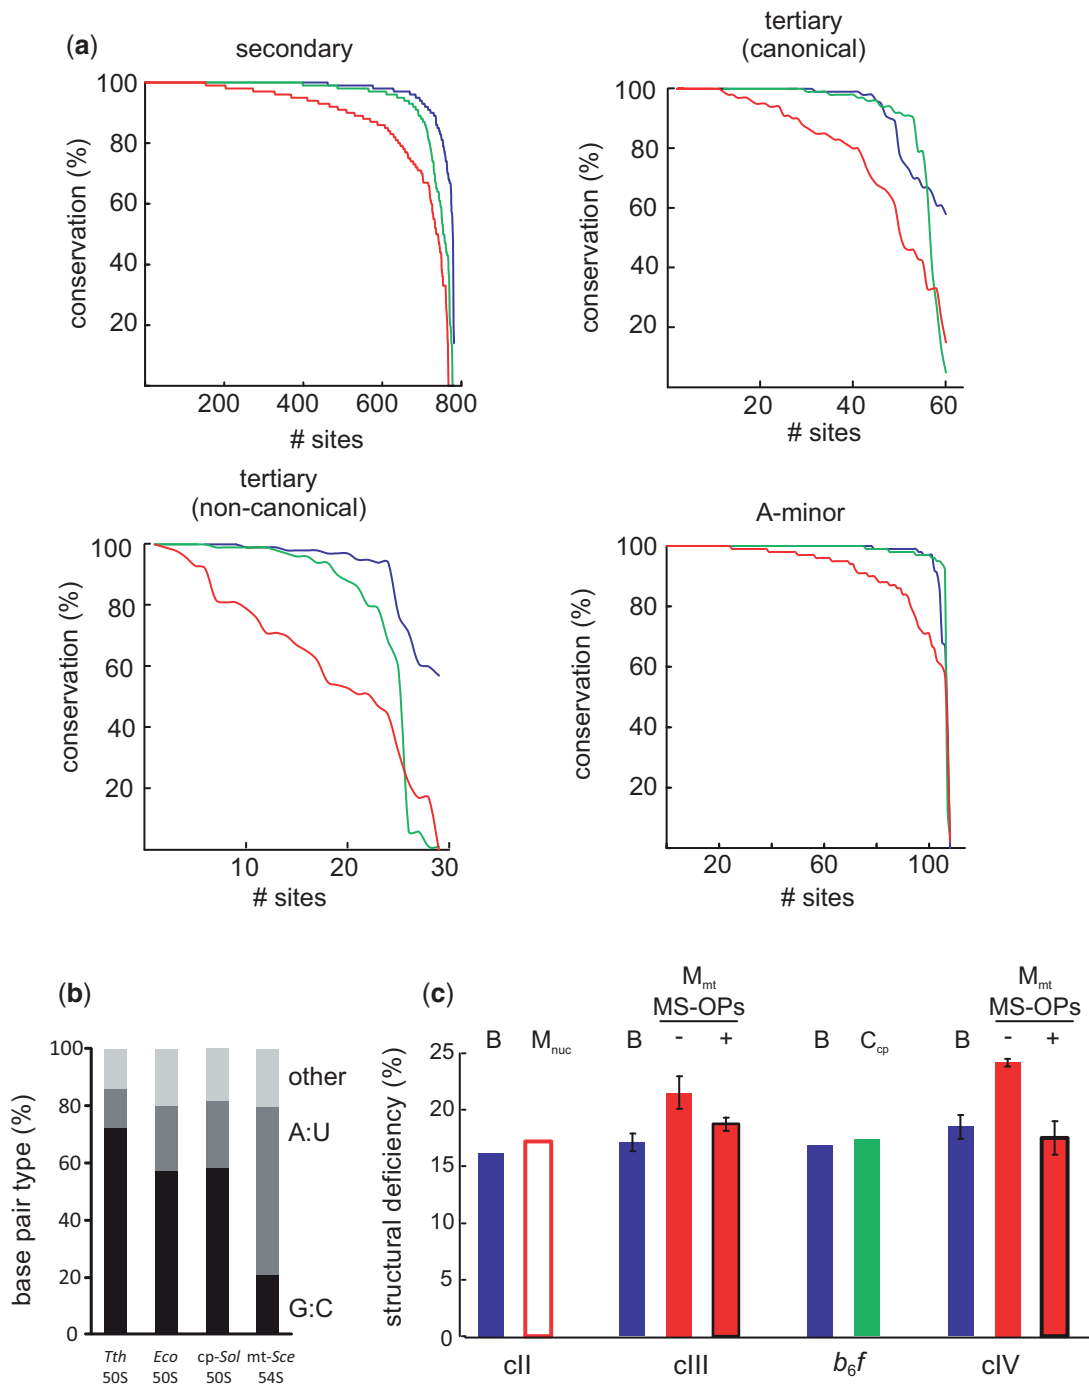 (a)
secondary
conservation (%)
100
80
60
40
20
200 400 600 800
# sites
tertiary
(canonical)
conservation (%)
100
80
60
40
20
20 40 60
# sites
tertiary
(non-canonical)
conservation (%)
100
80
60
40
20
10 20 30
# sites
A-minor
conservation (%)
100
80
60
40
20
20 60 100
# sites
(b)
base pair type (%)
100
80
60
40
20
0
other
A:U
G:C
Tth Eco cp-Sol mt-Sce
50S 50S 50S 54S
(c)
structural deficiency (%)
25
20
15
10
5
0
Mmt Mmt
MS-OPs MS-OPs
B Mnuc B - + B Ccp B - +
cII cIII b6f cIV